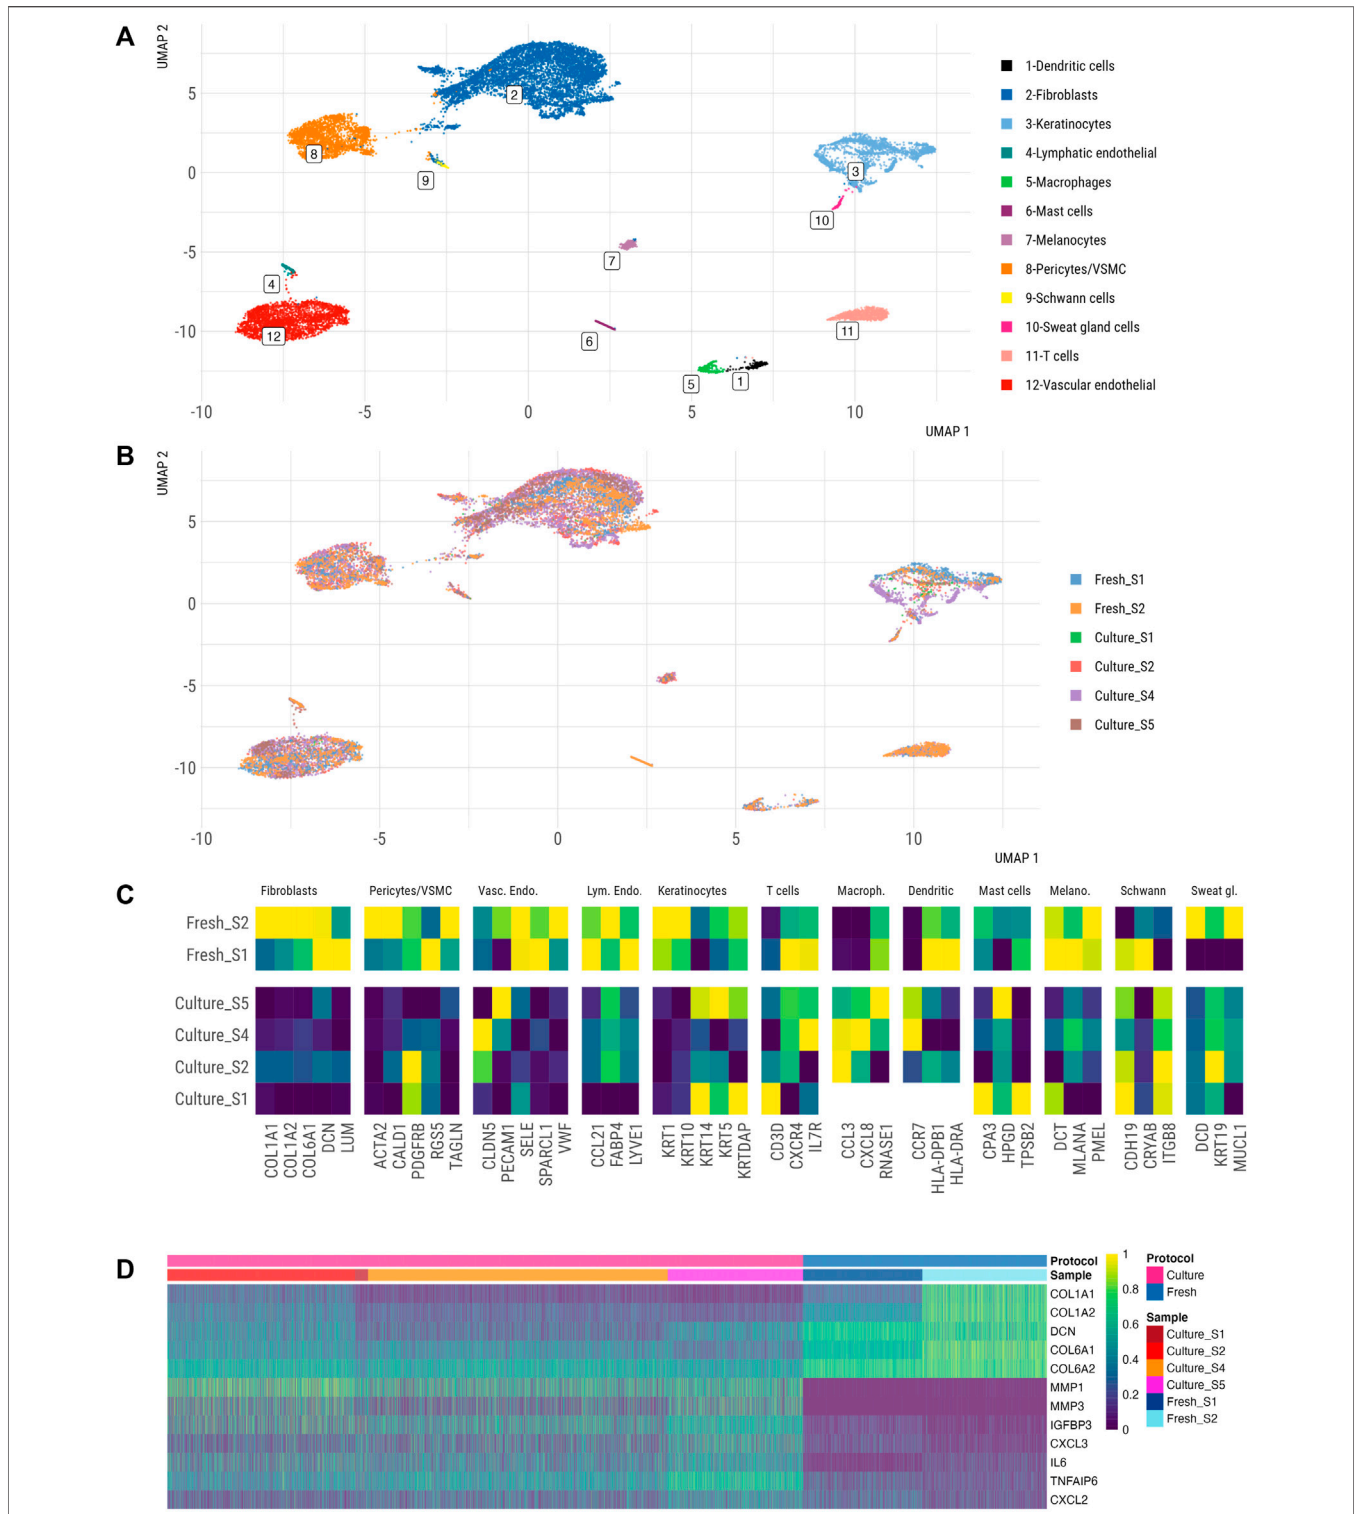 A
UMAP 2
5
0
-5
-10
-10
-5
0
5
10
UMAP 1
2
8
9
3
10
7
4
12
6
11
5
1
1-Dendritic cells
2-Fibroblasts
3-Keratinocytes
4-Lymphatic endothelial
5-Macrophages
6-Mast cells
7-Melanocytes
8-Pericytes/VSMC
9-Schwann cells
10-Sweat gland cells
11-T cells
12-Vascular endothelial
B
UMAP 2
5
0
-5
-10
-10
-5
0
5
10
UMAP 1
Fresh_S1
Fresh_S2
Culture_S1
Culture_S2
Culture_S4
Culture_S5
C
Fibroblasts Pericytes/VSMC Vasc. Endo. Lym. Endo. Keratinocytes T cells Macroph. Dendritic Mast cells Melano. Schwann Sweat gl.
Fresh_S2
Fresh_S1
Culture_S5
Culture_S4
Culture_S2
Culture_S1
COL1A1
COL1A2
COL6A1
DCN
LUM
ACTA2
CALD1
PDGFRB
RGS5
TAGLN
CLDN5
PECAM1
SELE
SPARCL1
VWF
CCL21
FABP4
LYVE1
KRT1
KRT10
KRT14
KRT5
KRTDAP
CD3D
CXCR4
IL7R
CCL3
CXCL8
RNASE1
CCR7
HLA-DPB1
HLA-DRA
CPA3
HPGD
TPSB2
DCT
MLANA
PMEL
CDH19
CRYAB
ITGB8
DCD
KRT19
MUCL1
D
Protocol
Sample
COL1A1
COL1A2
DCN
COL6A1
COL6A2
MMP1
MMP3
IGFBP3
CXCL3
IL6
TNFAIP6
CXCL2
1
0.8
0.6
0.4
0.2
0
Protocol
Culture
Fresh
Sample
Culture_S1
Culture_S2
Culture_S4
Culture_S5
Fresh_S1
Fresh_S2